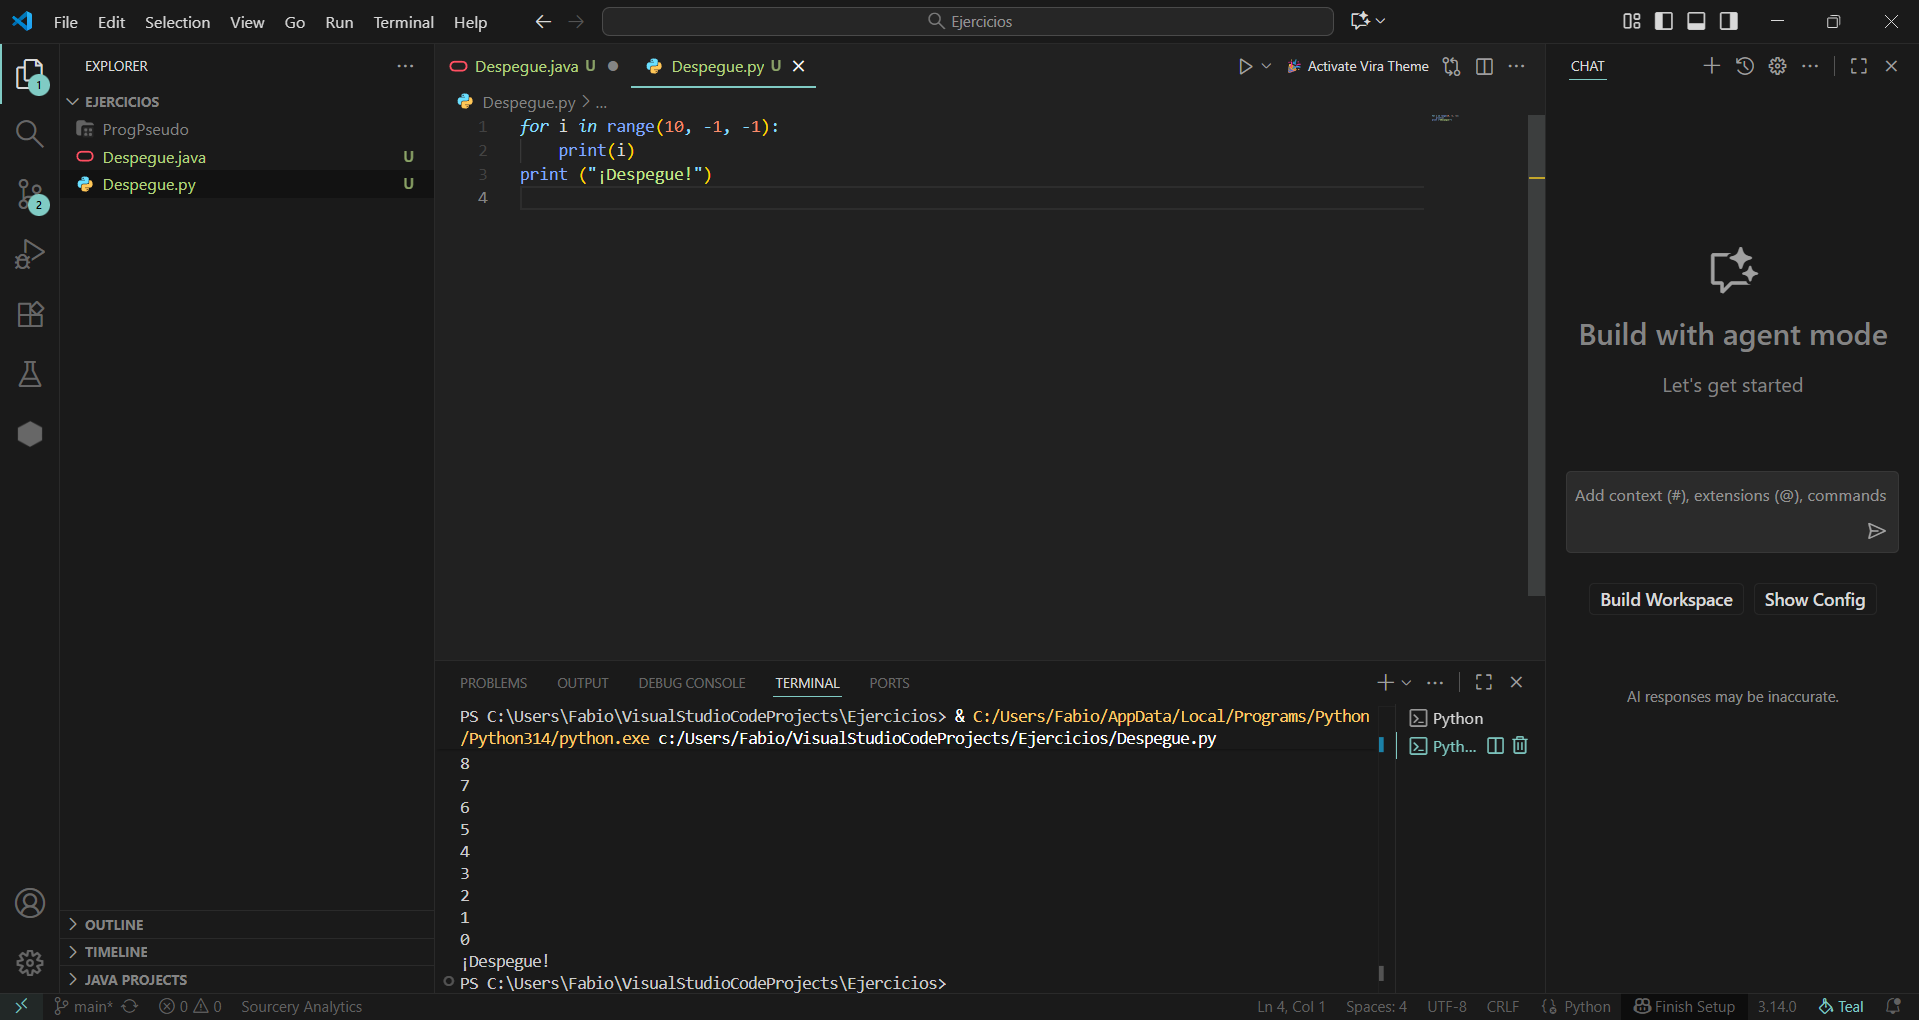 File Edit Selection View Go Run Terminal Help
Ejercicios
EXPLORER
EJERCICIOS
ProgPseudo
Despegue.java U
Despegue.py U
1
2
Despegue.java U
Despegue.py U
Activate Vira Theme
Despegue.py > ...
1 for i in range(10, -1, -1):
2 print(i)
3 print ("¡Despegue!")
4
PROBLEMS OUTPUT DEBUG CONSOLE TERMINAL PORTS
PS C:\Users\Fabio\VisualStudioCodeProjects\Ejercicios> & C:/Users/Fabio/AppData/Local/Programs/Python
/Python314/python.exe c:/Users/Fabio/VisualStudioCodeProjects/Ejercicios/Despegue.py
8
7
6
5
4
3
2
1
0
¡Despegue!
PS C:\Users\Fabio\VisualStudioCodeProjects\Ejercicios>
Python
Pyth...
CHAT
Build with agent mode
Let's get started
Add context (#), extensions (@), commands
Build Workspace Show Config
AI responses may be inaccurate.
OUTLINE
TIMELINE
JAVA PROJECTS
main* 0 0 Sourcery Analytics Ln 4, Col 1 Spaces: 4 UTF-8 CRLF Python Finish Setup 3.14.0 Teal